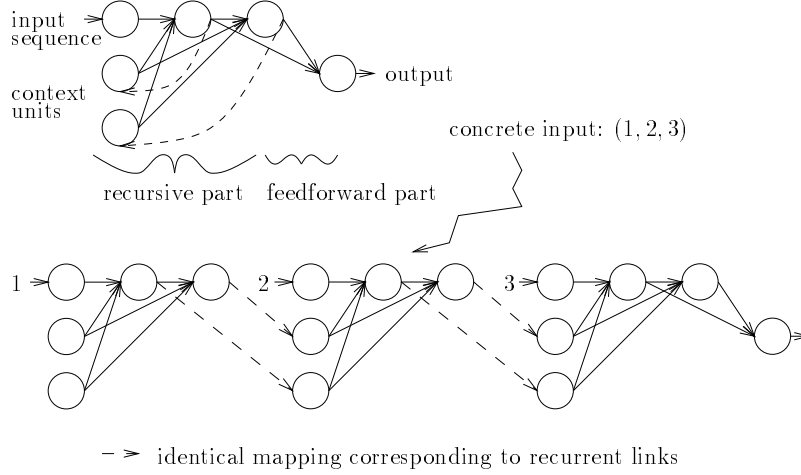 input
sequence
context
units
output
concrete input: (1, 2, 3)
recursive part
feedforward part
1
2
3
identical mapping corresponding to recurrent links